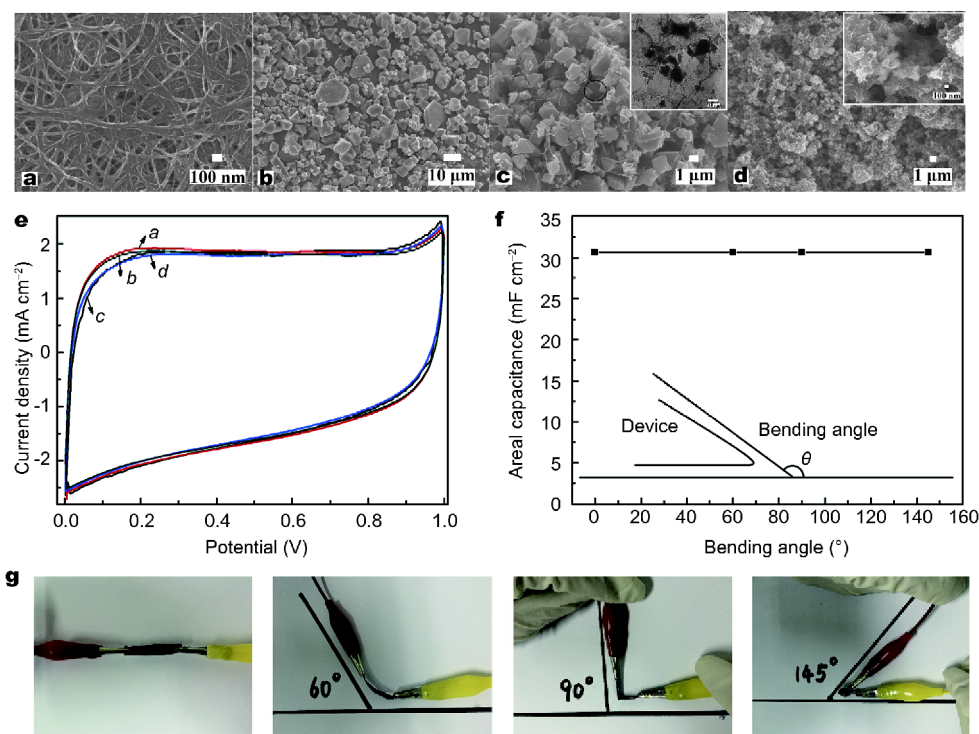 a
100 nm
b
10 μm
c
1 μm
d
100 nm
1 μm
e
Current density (mA cm⁻²)
2
1
0
-1
-2
a
b
d
c
0.0
0.2
0.4
0.6
0.8
1.0
Potential (V)
f
Areal capacitance (mF cm⁻²)
35
30
25
20
15
10
5
0
Device
Bending angle
θ
0
20
40
60
80
100
120
140
160
Bending angle (°)
g
60°
90°
145°